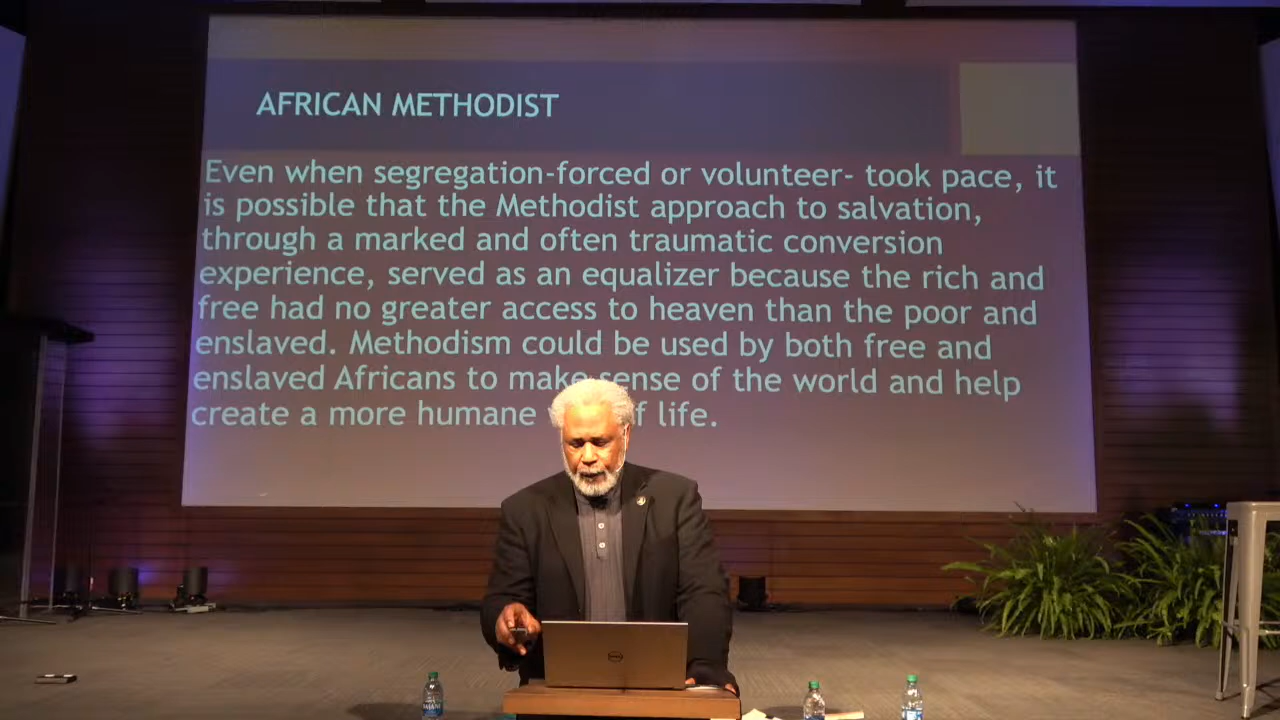 AFRICAN METHODIST
Even when segregation-forced or volunteer- took pace, it
is possible that the Methodist approach to salvation,
through a marked and often traumatic conversion
experience, served as an equalizer because the rich and
free had no greater access to heaven than the poor and
enslaved. Methodism could be used by both free and
enslaved Africans to make sense of the world and help
create a more humane of life.
DELL